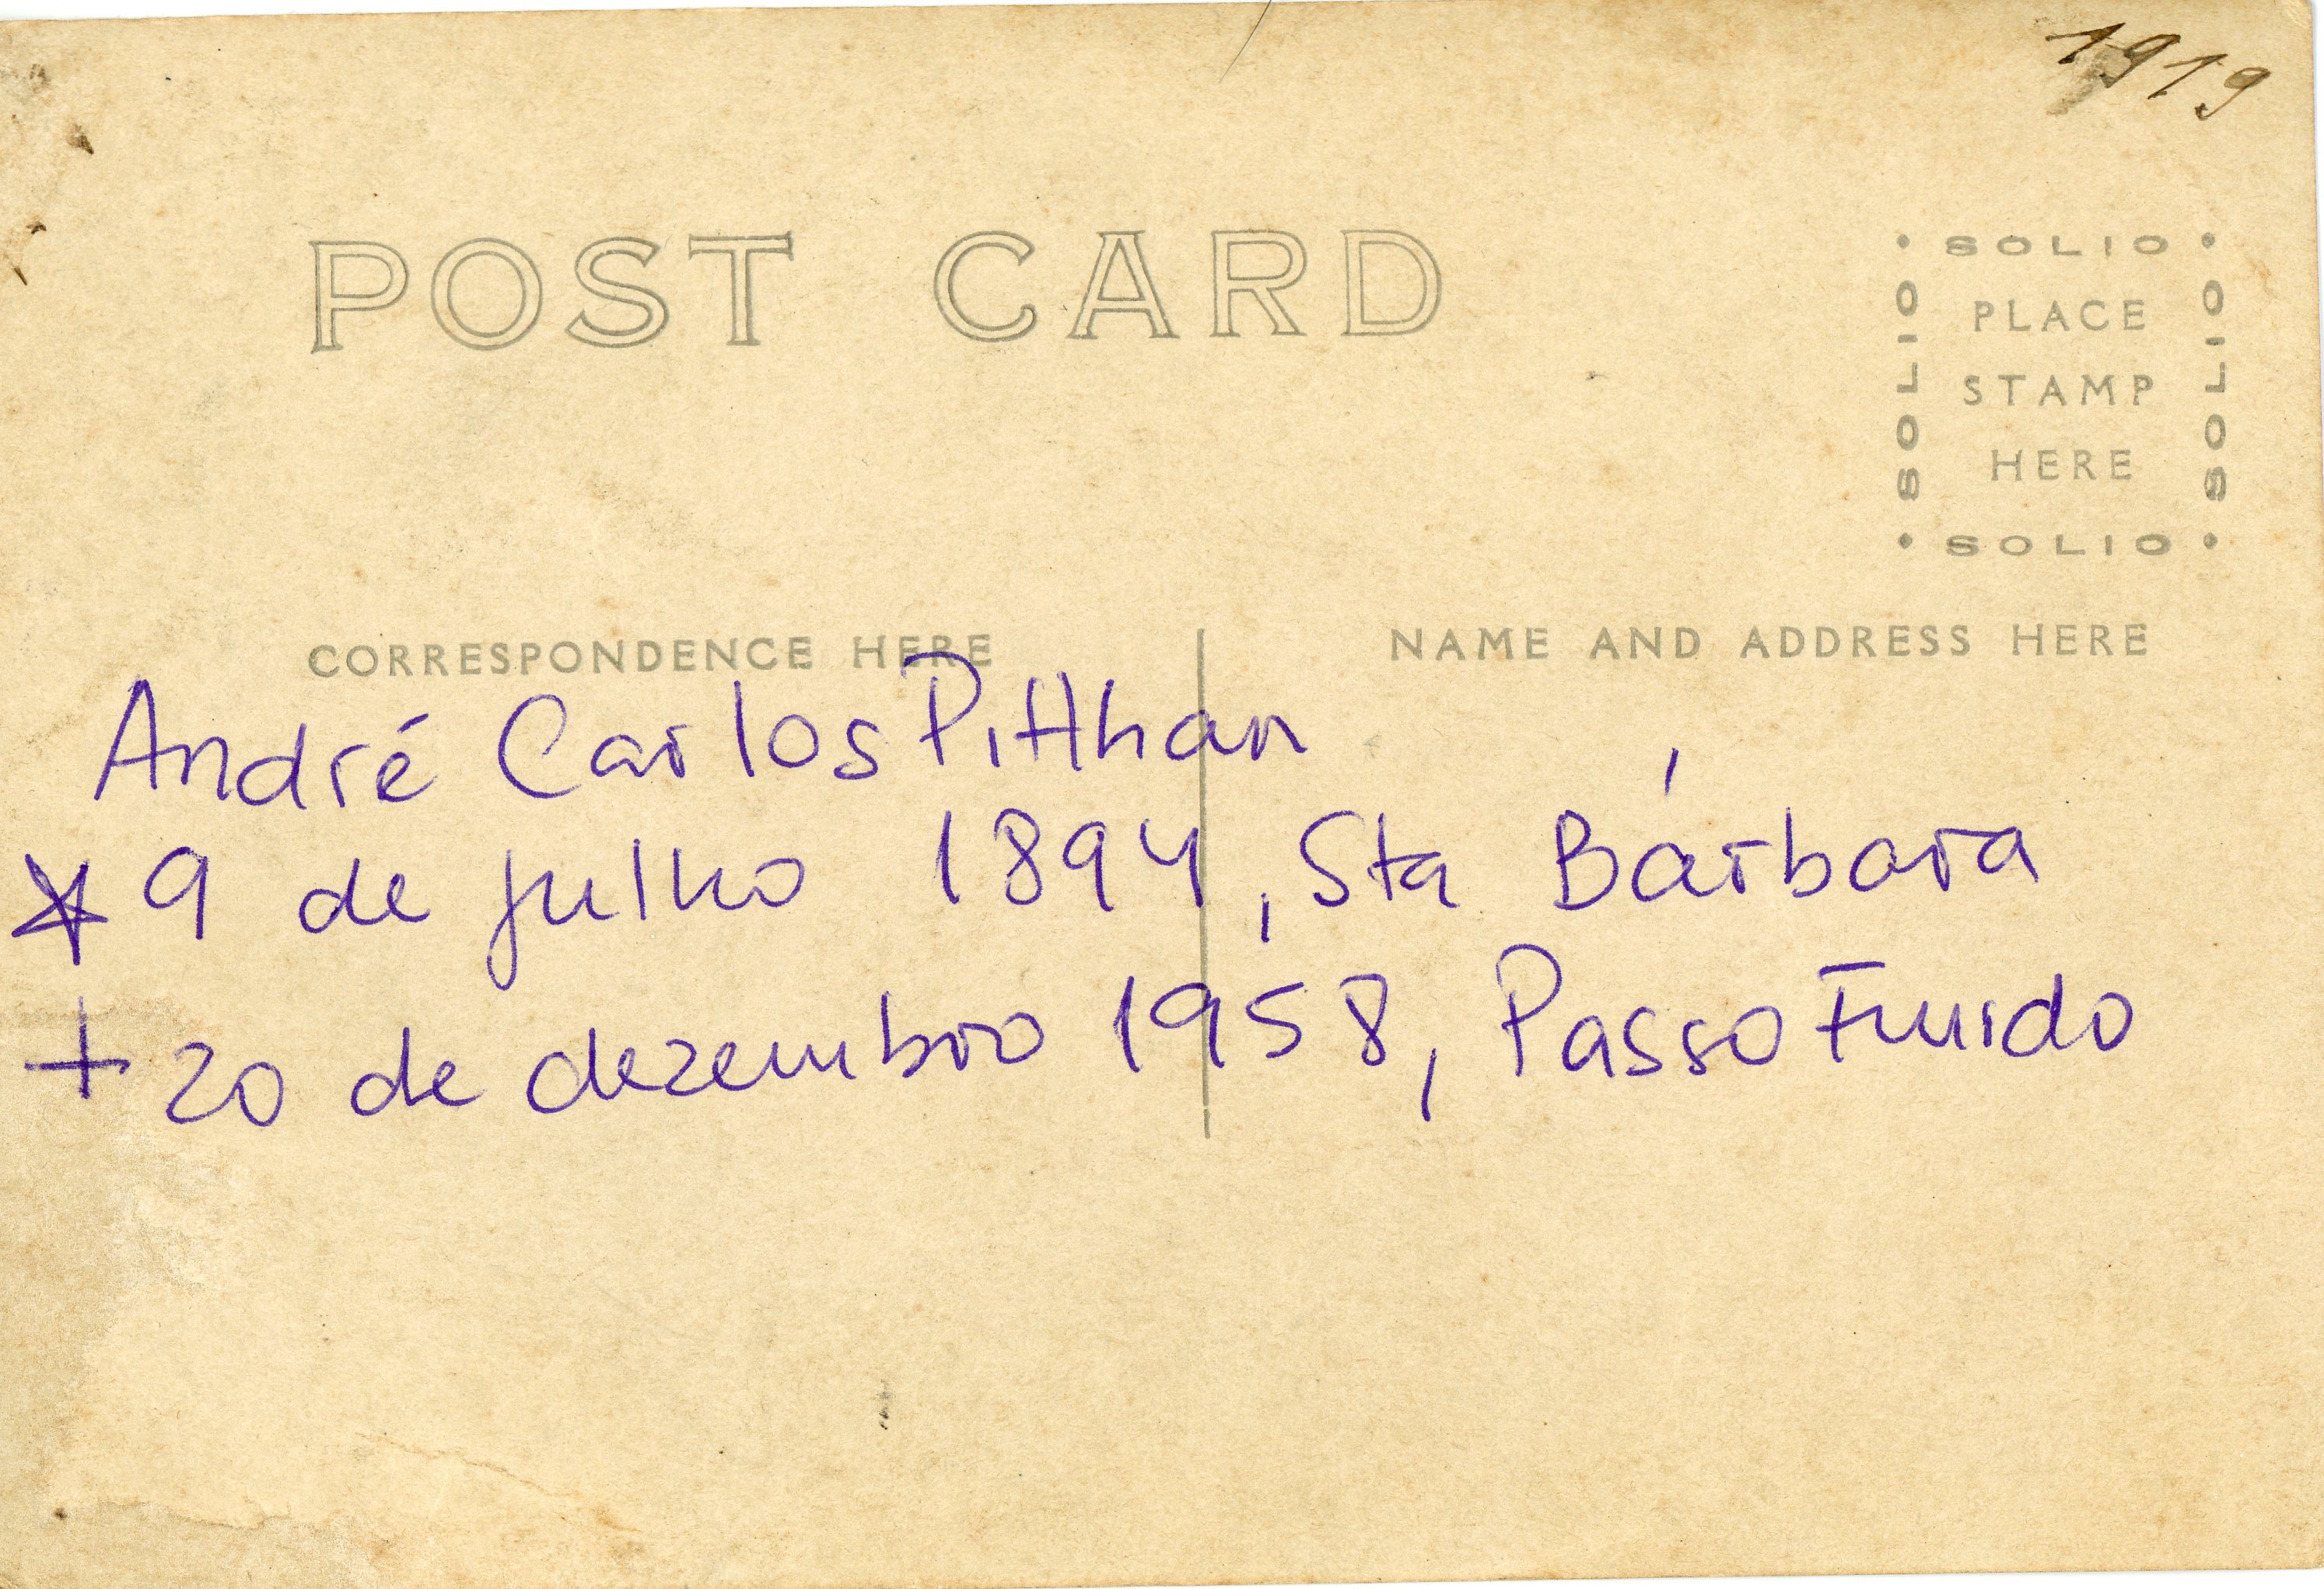 1919
POST CARD
SOLIO
SOLIO
PLACE
STAMP
HERE
SOLIO
SOLIO
CORRESPONDENCE HERE
NAME AND ADDRESS HERE
André Carlos Pitthan
* 9 de julho 1894, Sta Bárbara
+ 20 de dezembro 1958, Passo Fundo